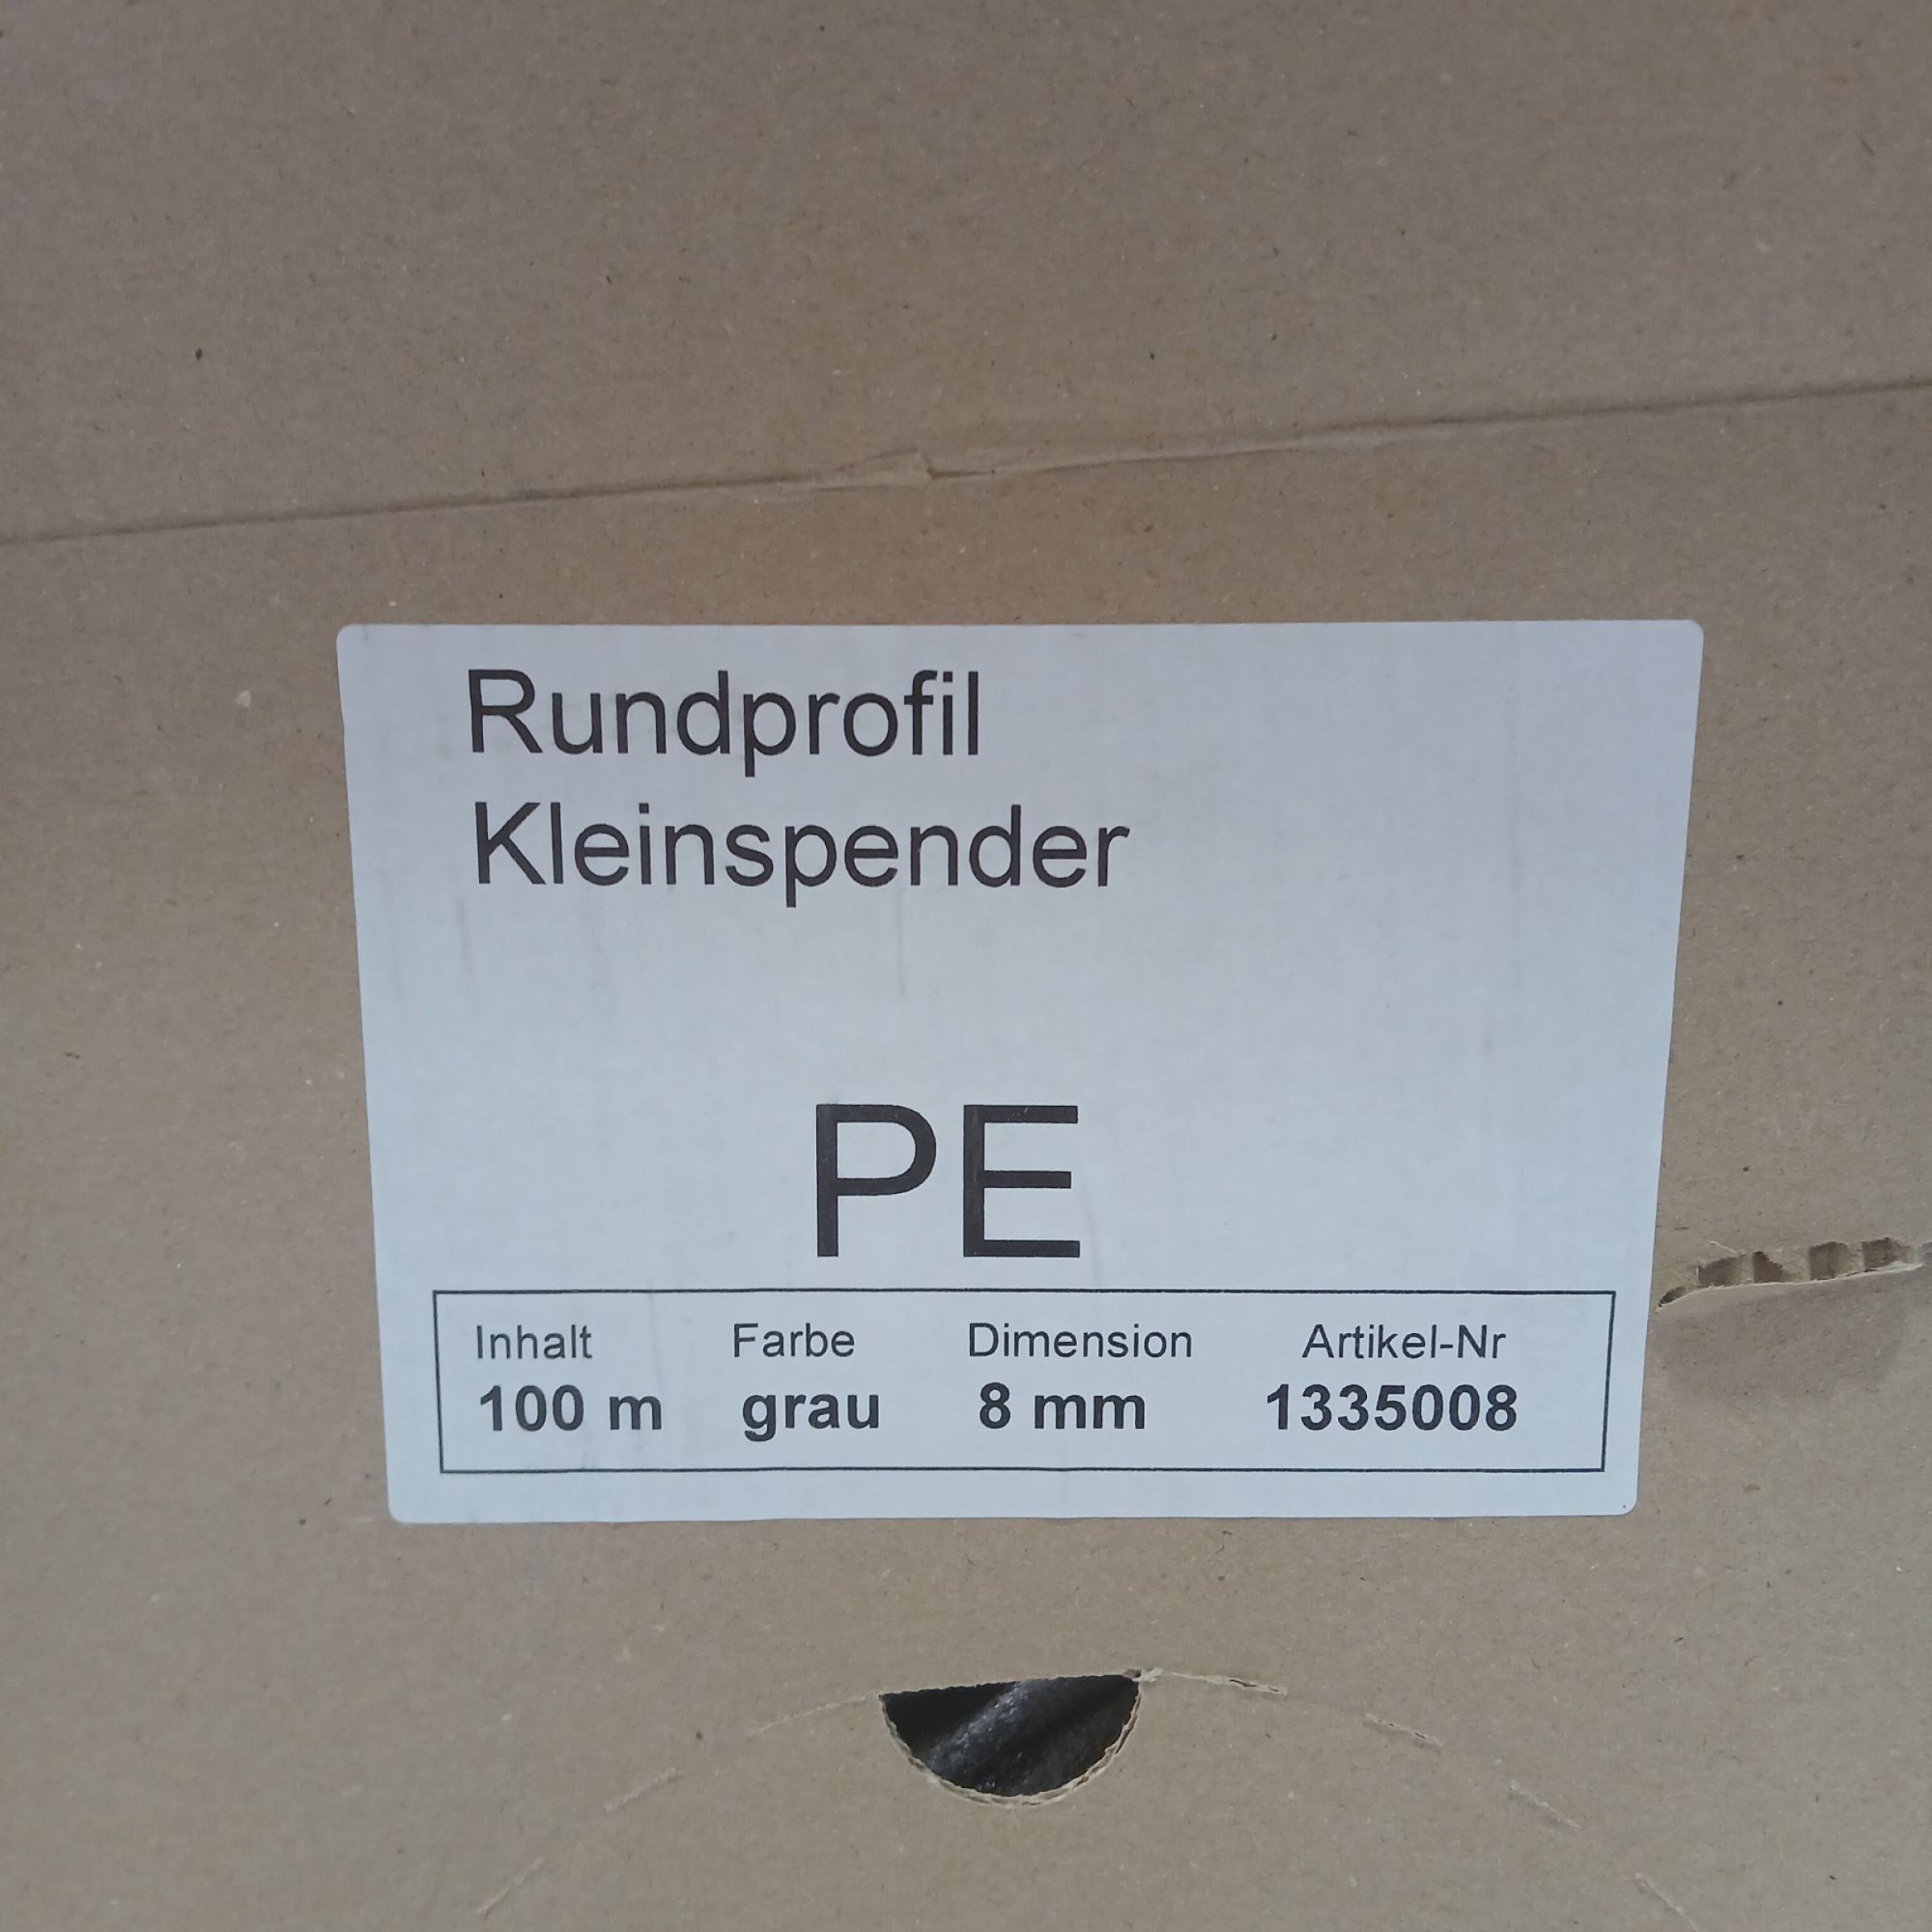 Rundprofil
Kleinspender
PE
Inhalt Farbe Dimension Artikel-Nr
100 m grau 8 mm 1335008